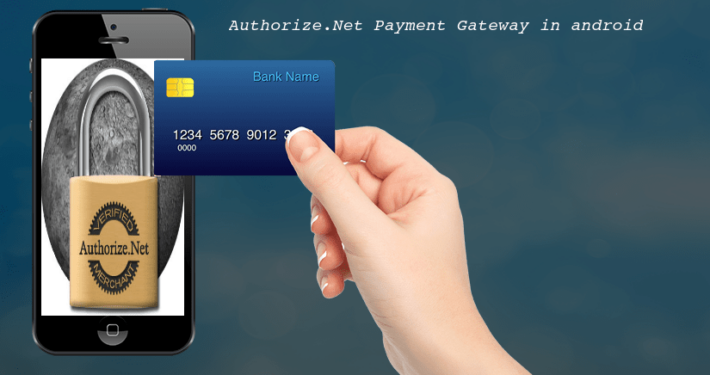 Authorize.Net Payment Gateway in android
Bank Name
1234 5678 9012
0000
VERIFIED
Authorize.Net
MERCHANT